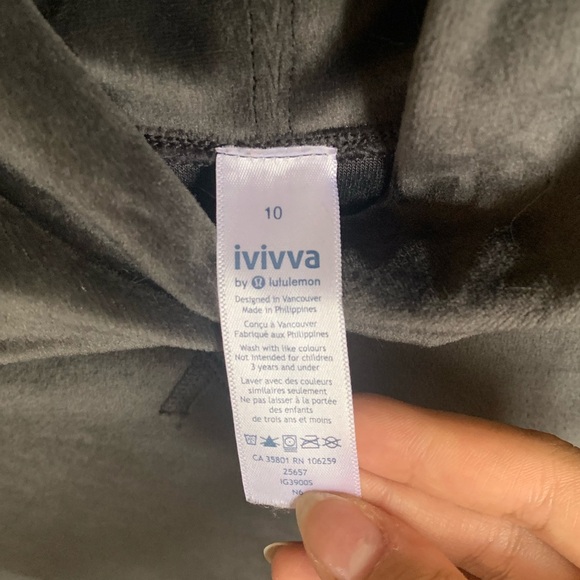 10
ivivva
by lululemon
Designed in Vancouver
Made in Philippines
Conçu à Vancouver
Fabriqué aux Philippines
Wash with like colours
Not intended for children
3 years and under
Laver avec des couleurs
similaires seulement
Ne pas laisser à la portée
des enfants
de trois ans et moins
CA 35801 RN 106259
25657
IG3900S